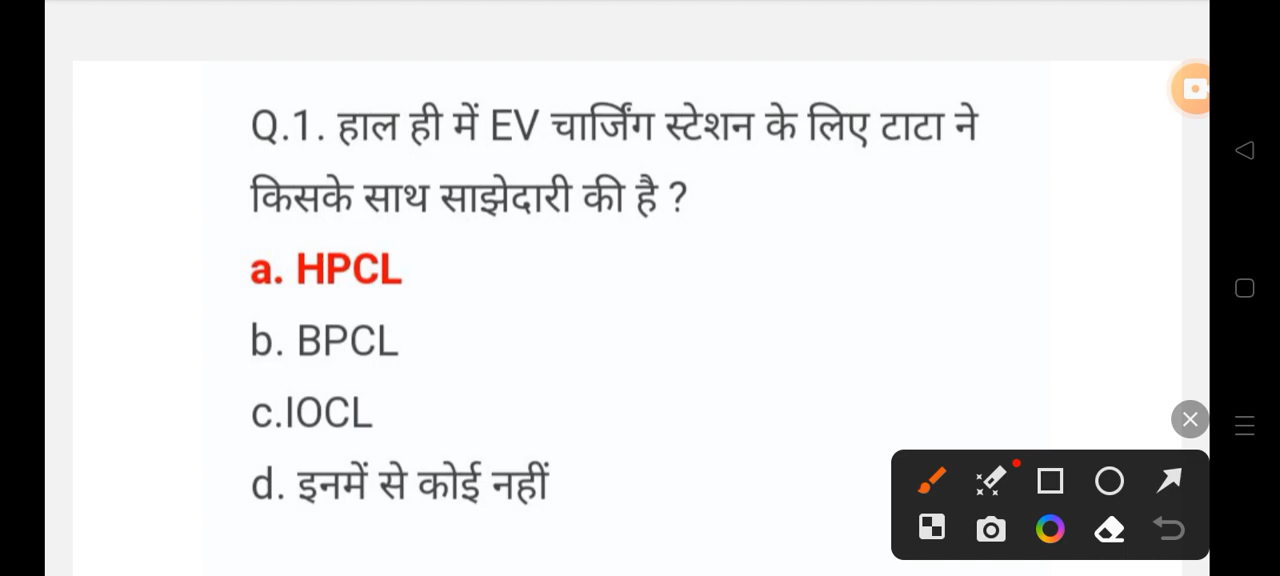 Q.1. हाल ही में EV चार्जिंग स्टेशन के लिए टाटा ने
किसके साथ साझेदारी की है ?
a. HPCL
b. BPCL
c.IOCL
d. इनमें से कोई नहीं